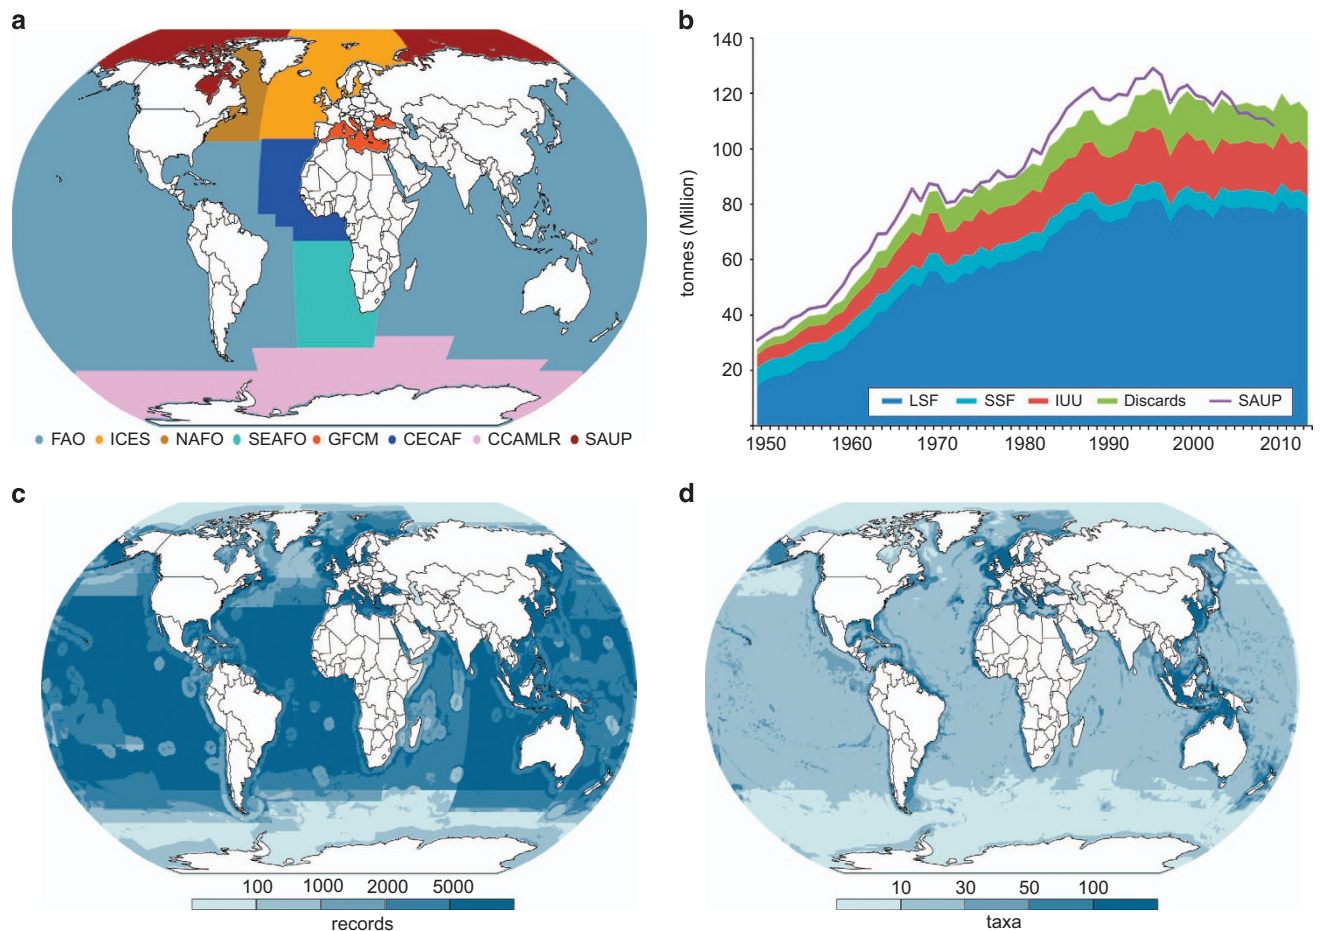 a
FAO ICES NAFO SEAFO GFCM CECAF CCAMLR SAUP
b
tonnes (Million)
140
120
100
80
60
40
20
LSF SSF IUU Discards SAUP
1950 1960 1970 1980 1990 2000 2010
c
100 1000 2000 5000
records
d
10 30 50 100
taxa